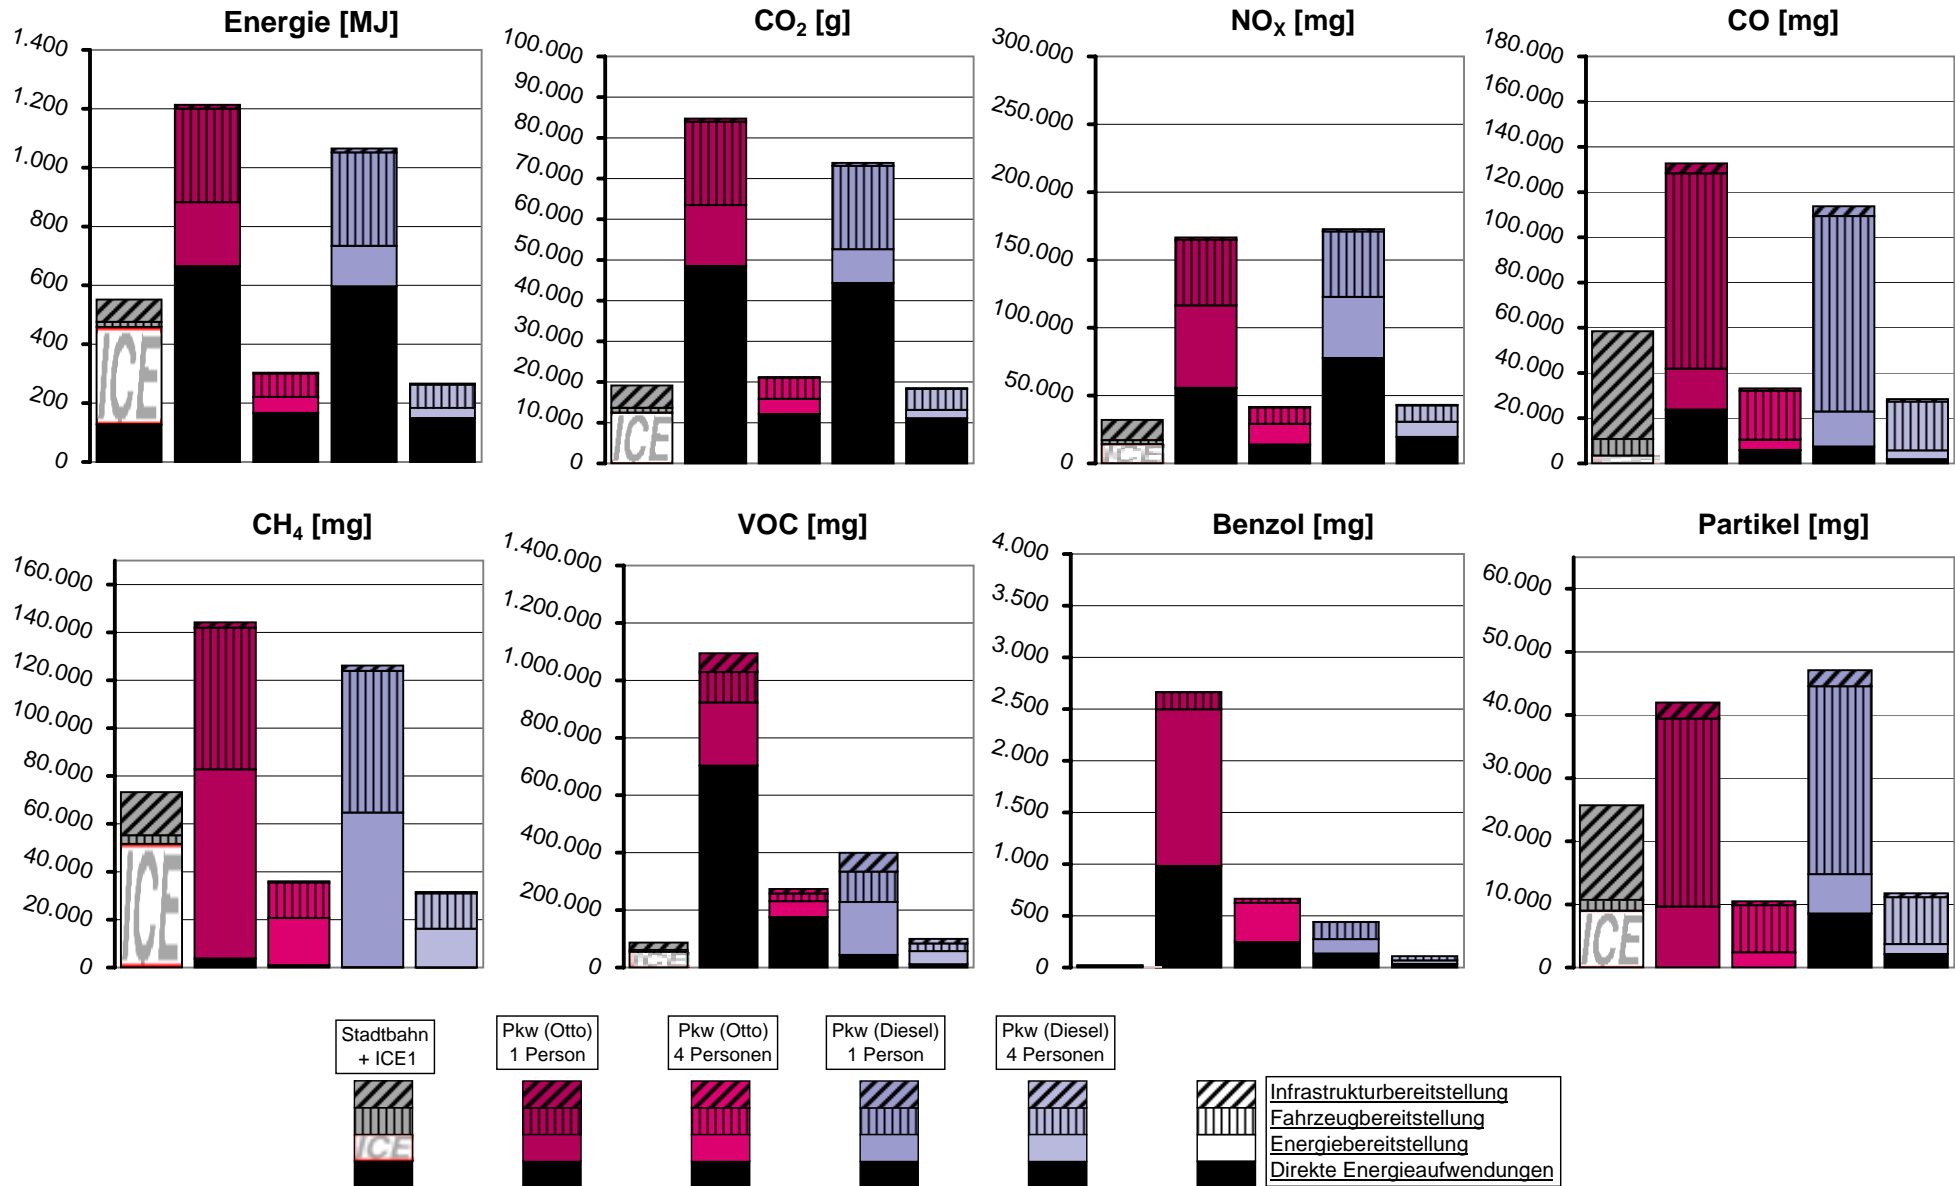 Energie [MJ]
1.400
1.200
1.000
800
600
400
200
0
ICE
CO2 [g]
100.000
90.000
80.000
70.000
60.000
50.000
40.000
30.000
20.000
10.000
0
ICE
NOX [mg]
300.000
250.000
200.000
150.000
100.000
50.000
0
ICE
CO [mg]
180.000
160.000
140.000
120.000
100.000
80.000
60.000
40.000
20.000
0
CH4 [mg]
160.000
140.000
120.000
100.000
80.000
60.000
40.000
20.000
0
ICE
VOC [mg]
1.400.000
1.200.000
1.000.000
800.000
600.000
400.000
200.000
0
ICE
Benzol [mg]
4.000
3.500
3.000
2.500
2.000
1.500
1.000
500
0
Partikel [mg]
60.000
50.000
40.000
30.000
20.000
10.000
0
ICE
Stadtbahn
+ ICE1
Pkw (Otto)
1 Person
Pkw (Otto)
4 Personen
Pkw (Diesel)
1 Person
Pkw (Diesel)
4 Personen
ICE
Infrastrukturbereitstellung
Fahrzeugbereitstellung
Energiebereitstellung
Direkte Energieaufwendungen